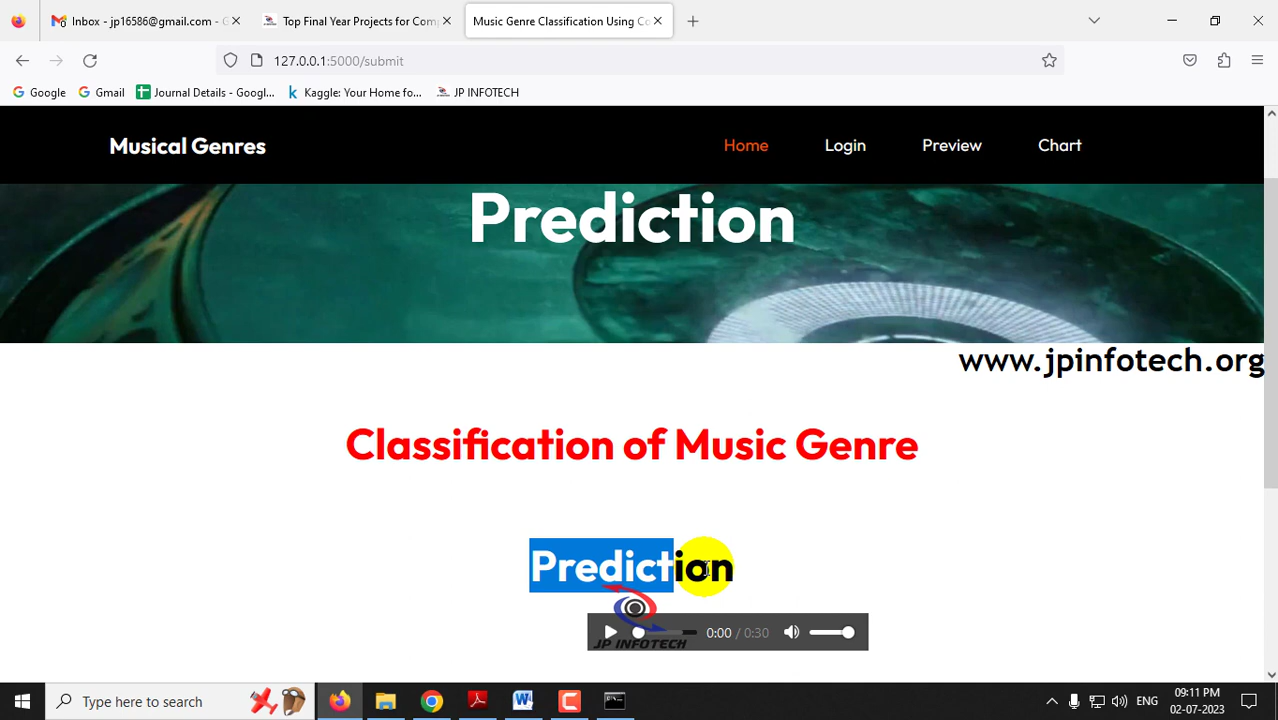 Inbox - jp16586@gmail.com - G
Top Final Year Projects for Comp
Music Genre Classification Using Co
127.0.0.1:5000/submit
Google
Gmail
Journal Details - Googl...
Kaggle: Your Home fo...
JP INFOTECH
Musical Genres
Home
Login
Preview
Chart
Prediction
www.jpinfotech.org
Classification of Music Genre
Prediction
0:00 / 0:30
JP INFOTECH
Type here to search
ENG
09:11 PM
02-07-2023